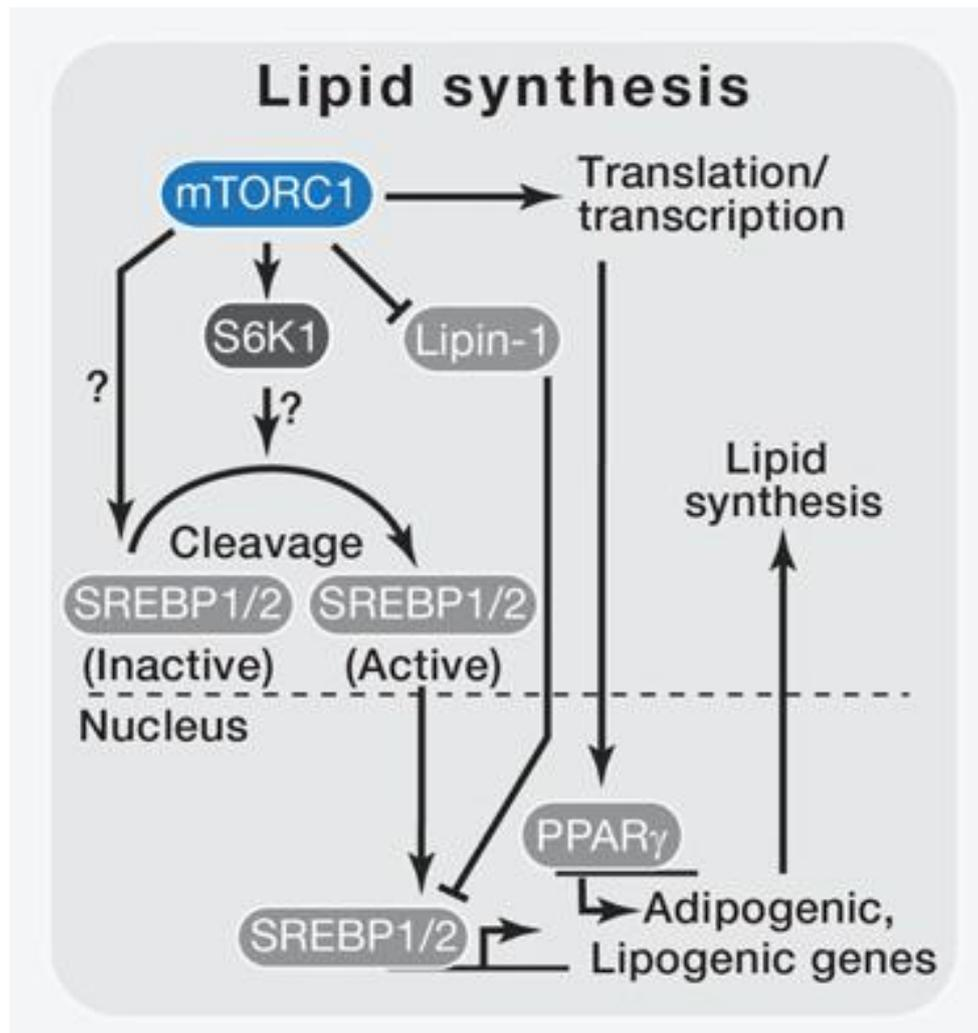 Lipid synthesis
mTORC1
Translation/
transcription
S6K1
Lipin-1
?
?
Lipid
synthesis
Cleavage
SREBP1/2
SREBP1/2
(Inactive)
(Active)
Nucleus
PPARγ
SREBP1/2
Adipogenic,
Lipogenic genes